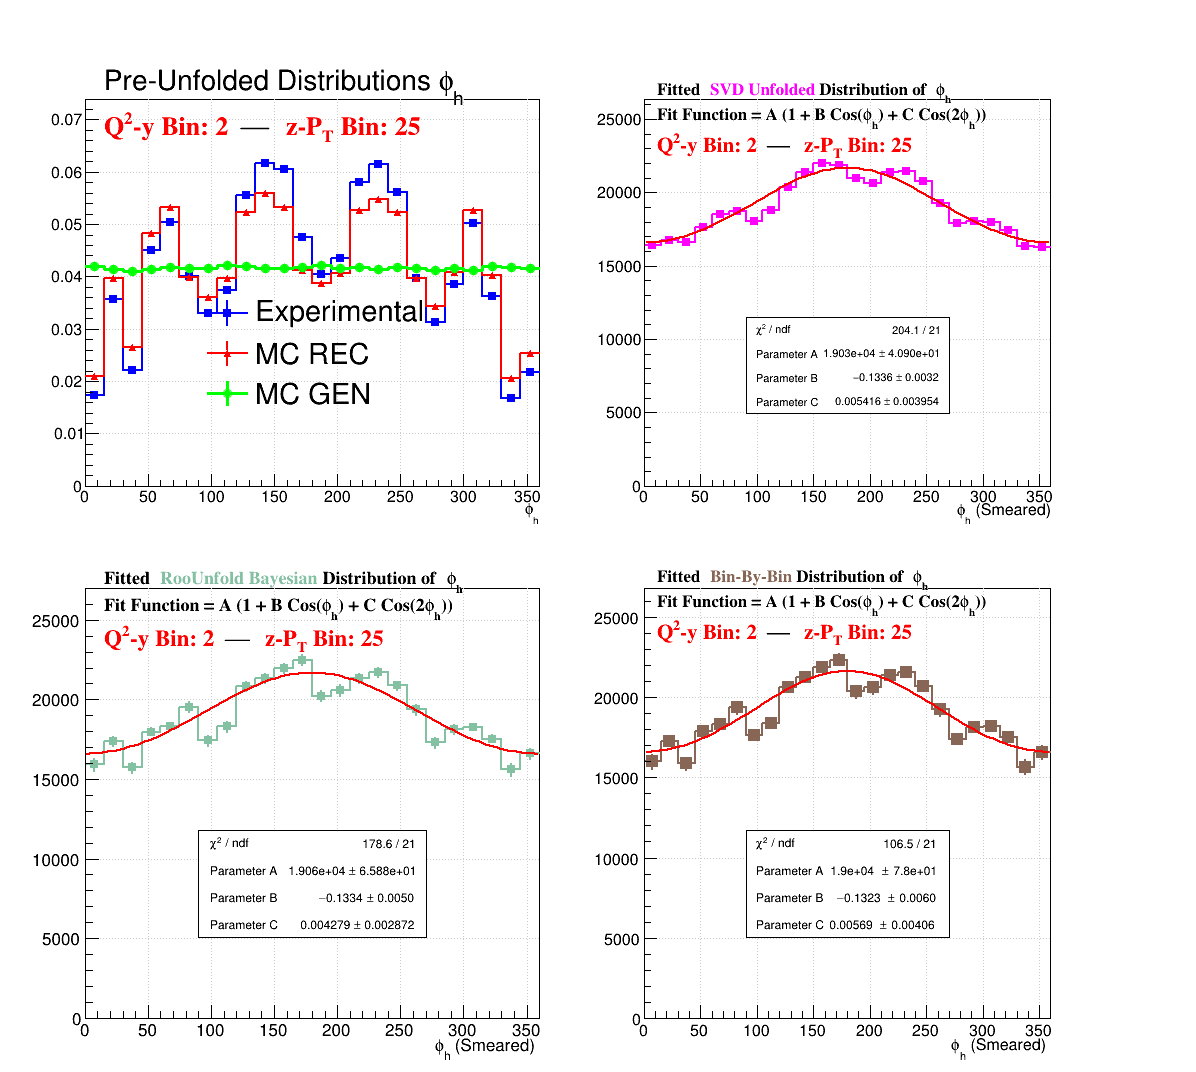 Pre-Unfolded Distributions ϕh
Q²-y Bin: 2 — z-PT Bin: 25
0.07
0.06
0.05
0.04
0.03
0.02
0.01
0
Experimental
MC REC
MC GEN
0 50 100 150 200 250 300 350
ϕh
Fitted SVD Unfolded Distribution of ϕh
Fit Function = A (1 + B Cos(ϕh) + C Cos(2ϕh))
Q²-y Bin: 2 — z-PT Bin: 25
25000
20000
15000
10000
5000
0
χ² / ndf 204.1 / 21
Parameter A 1.903e+04 ± 4.090e+01
Parameter B −0.1336 ± 0.0032
Parameter C 0.005416 ± 0.003954
0 50 100 150 200 250 300 350
ϕh (Smeared)
Fitted RooUnfold Bayesian Distribution of ϕh
Fit Function = A (1 + B Cos(ϕh) + C Cos(2ϕh))
Q²-y Bin: 2 — z-PT Bin: 25
25000
20000
15000
10000
5000
0
χ² / ndf 178.6 / 21
Parameter A 1.906e+04 ± 6.588e+01
Parameter B −0.1334 ± 0.0050
Parameter C 0.004279 ± 0.002872
0 50 100 150 200 250 300 350
ϕh (Smeared)
Fitted Bin-By-Bin Distribution of ϕh
Fit Function = A (1 + B Cos(ϕh) + C Cos(2ϕh))
Q²-y Bin: 2 — z-PT Bin: 25
25000
20000
15000
10000
5000
0
χ² / ndf 106.5 / 21
Parameter A 1.9e+04 ± 7.8e+01
Parameter B −0.1323 ± 0.0060
Parameter C 0.00569 ± 0.00406
0 50 100 150 200 250 300 350
ϕh (Smeared)